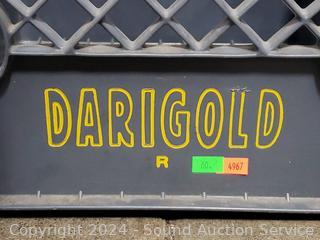 DARIGOLD
R 4967
Copyright © 2024 - Sound Auction Service